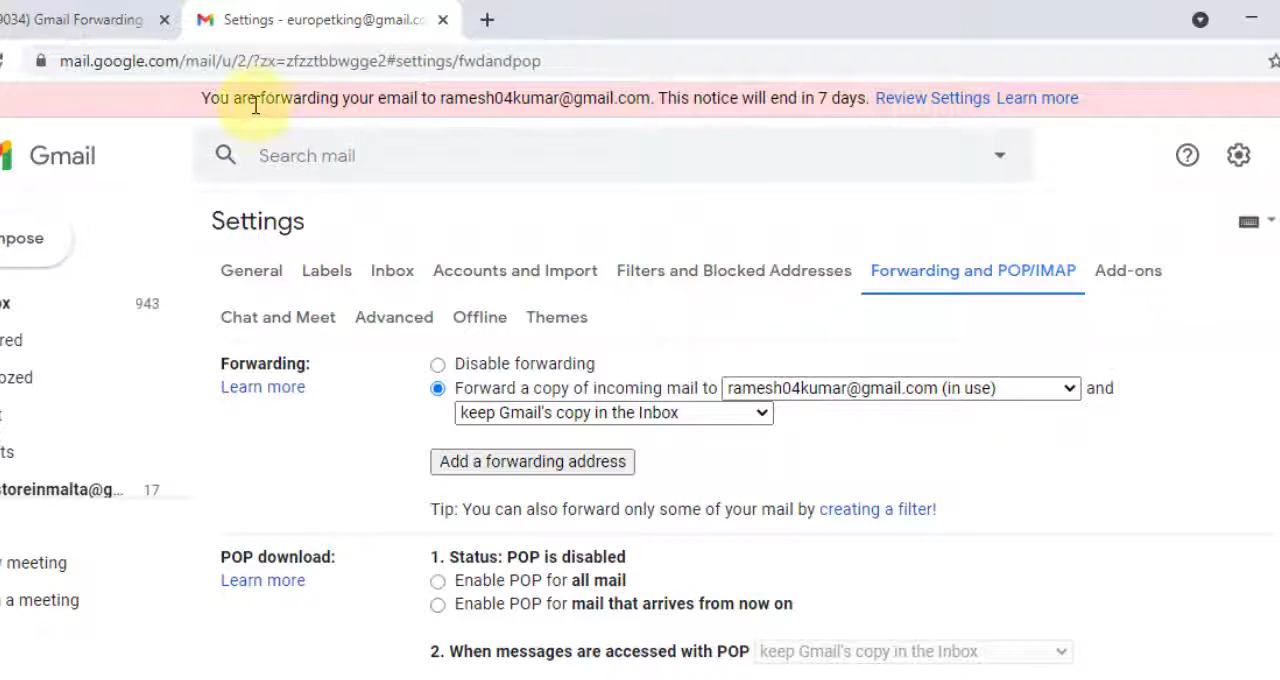 9034) Gmail Forwarding
Settings - europetking@gmail.cc
mail.google.com/mail/u/2/?zx=zfzztbbwgge2#settings/fwdandpop
You are forwarding your email to ramesh04kumar@gmail.com. This notice will end in 7 days. Review Settings Learn more
Gmail
Search mail
Settings
mpose
General Labels Inbox Accounts and Import Filters and Blocked Addresses Forwarding and POP/IMAP Add-ons
Chat and Meet Advanced Offline Themes
ox 943
red
ozed
t
ts
storeinmalta@g... 17
v meeting
n a meeting
Forwarding:
Learn more
Disable forwarding
Forward a copy of incoming mail to ramesh04kumar@gmail.com (in use) and
keep Gmail's copy in the Inbox
Add a forwarding address
Tip: You can also forward only some of your mail by creating a filter!
POP download:
Learn more
1. Status: POP is disabled
Enable POP for all mail
Enable POP for mail that arrives from now on
2. When messages are accessed with POP keep Gmail's copy in the Inbox